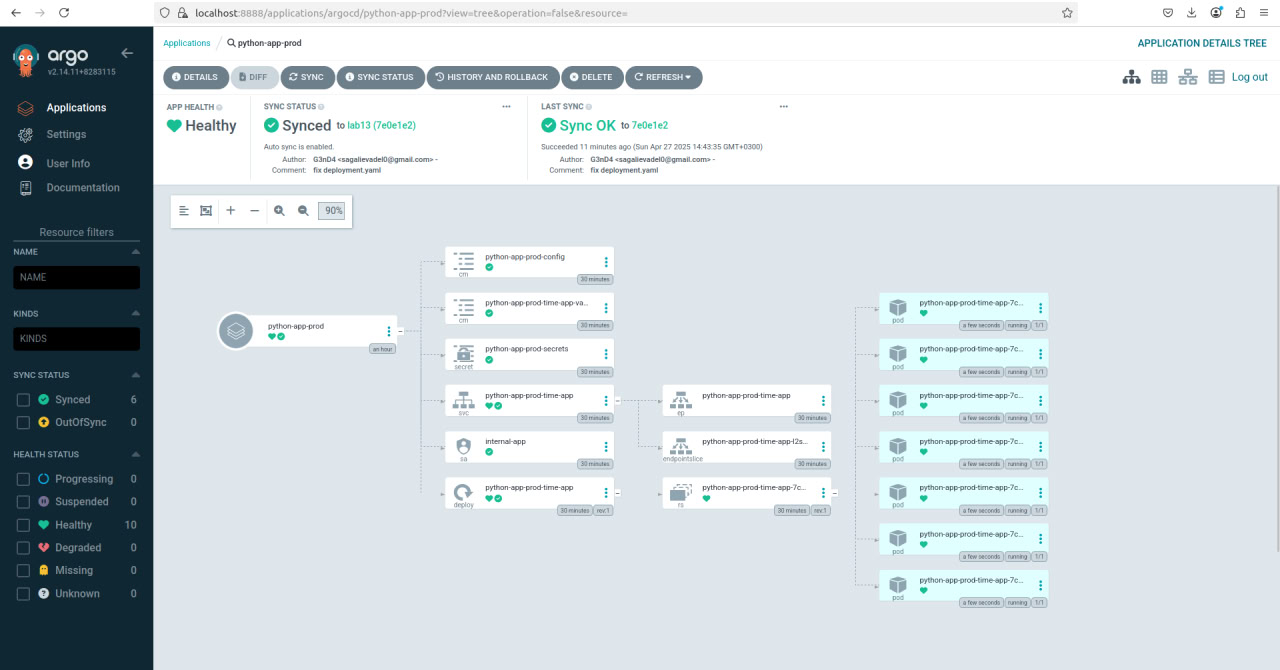 localhost:8888/applications/argocd/python-app-prod?view=tree&operation=false&resource=
argo
v2.14.11+8283115
Applications
Settings
User Info
Documentation
Resource filters
NAME
NAME
KINDS
KINDS
SYNC STATUS
Synced 6
OutOfSync 0
HEALTH STATUS
Progressing 0
Suspended 0
Healthy 10
Degraded 0
Missing 0
Unknown 0
Applications / python-app-prod
APPLICATION DETAILS TREE
DETAILS DIFF SYNC SYNC STATUS HISTORY AND ROLLBACK DELETE REFRESH
Log out
APP HEALTH
Healthy
SYNC STATUS
Synced to lab13 (7e0e1e2)
Auto sync is enabled.
Author: G3nD4 <sagalievadel0@gmail.com> -
Comment: fix deployment.yaml
LAST SYNC
Sync OK to 7e0e1e2
Succeeded 11 minutes ago (Sun Apr 27 2025 14:43:35 GMT+0300)
Author: G3nD4 <sagalievadel0@gmail.com> -
Comment: fix deployment.yaml
90%
python-app-prod
an hour
python-app-prod-config
cm
30 minutes
python-app-prod-time-app-va...
cm
30 minutes
python-app-prod-secrets
secret
30 minutes
python-app-prod-time-app
svc
30 minutes
internal-app
sa
30 minutes
python-app-prod-time-app
deploy
30 minutes rev:1
python-app-prod-time-app
ep
30 minutes
python-app-prod-time-app-l2s...
endpointslice
30 minutes
python-app-prod-time-app-7c...
rs
30 minutes rev:1
python-app-prod-time-app-7c...
pod
a few seconds running 1/1
python-app-prod-time-app-7c...
pod
a few seconds running 1/1
python-app-prod-time-app-7c...
pod
a few seconds running 1/1
python-app-prod-time-app-7c...
pod
a few seconds running 1/1
python-app-prod-time-app-7c...
pod
a few seconds running 1/1
python-app-prod-time-app-7c...
pod
a few seconds running 1/1
python-app-prod-time-app-7c...
pod
a few seconds running 1/1